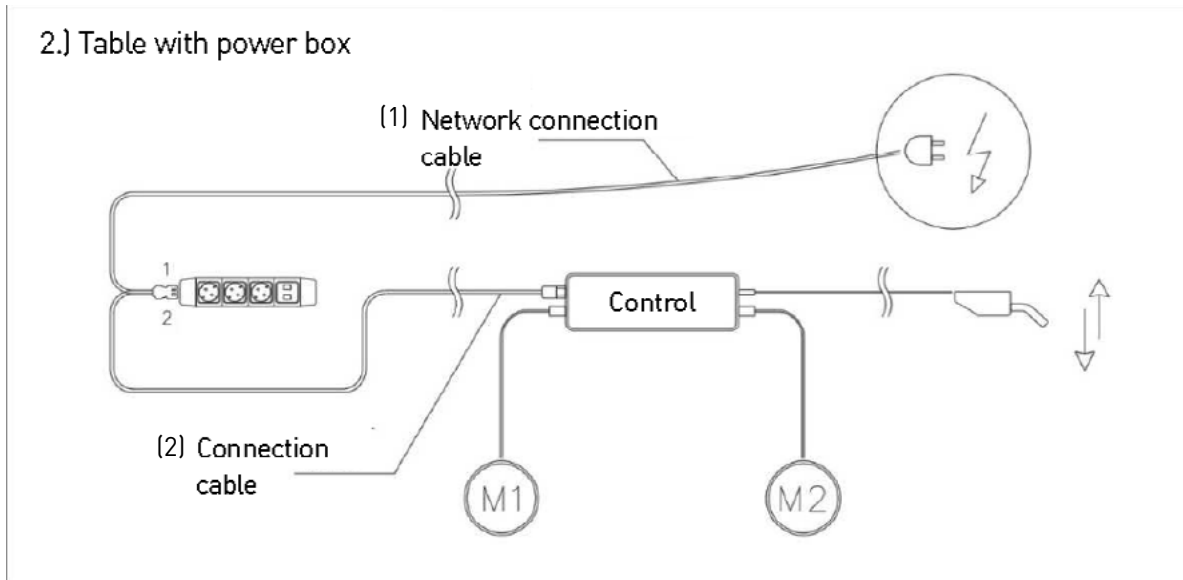 2.) Table with power box
(1) Network connection
cable
1
2
Control
(2) Connection
cable
M1
M2